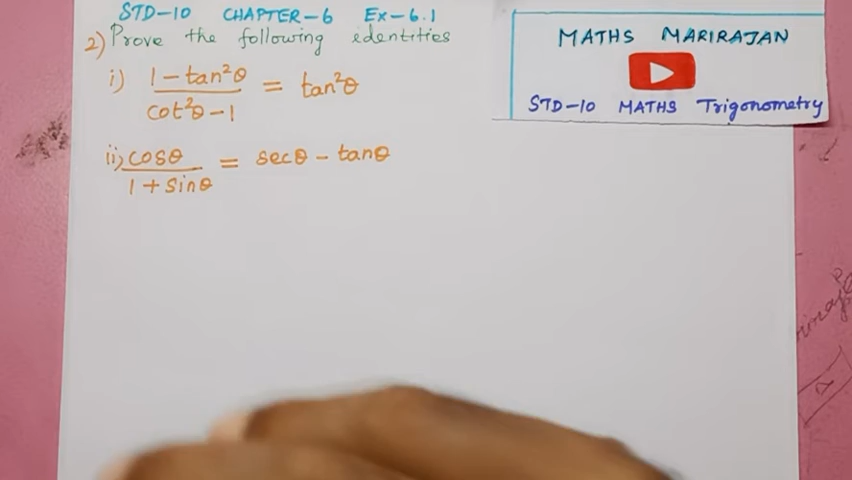 STD-10 CHAPTER-6 Ex-6.1
2) Prove the following identities
i) 1 - tan²θ / cot²θ - 1 = tan²θ
ii) cosθ / 1 + sinθ = secθ - tanθ
MATHS MARIRAJAN
STD-10 MATHS Trigonometry